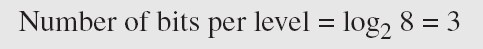 Number of bits per level = log₂ 8 = 3